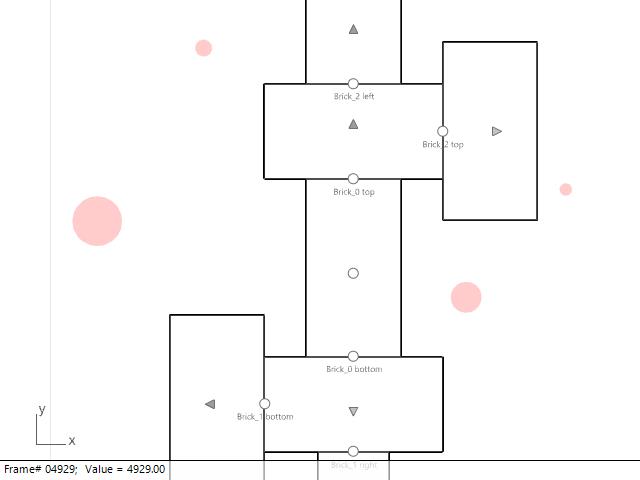 Brick_2 left
Brick_2 top
Brick_0 top
Brick_0 bottom
Brick_1 bottom
y
x
Brick_1 right
Frame# 04929; Value = 4929.00